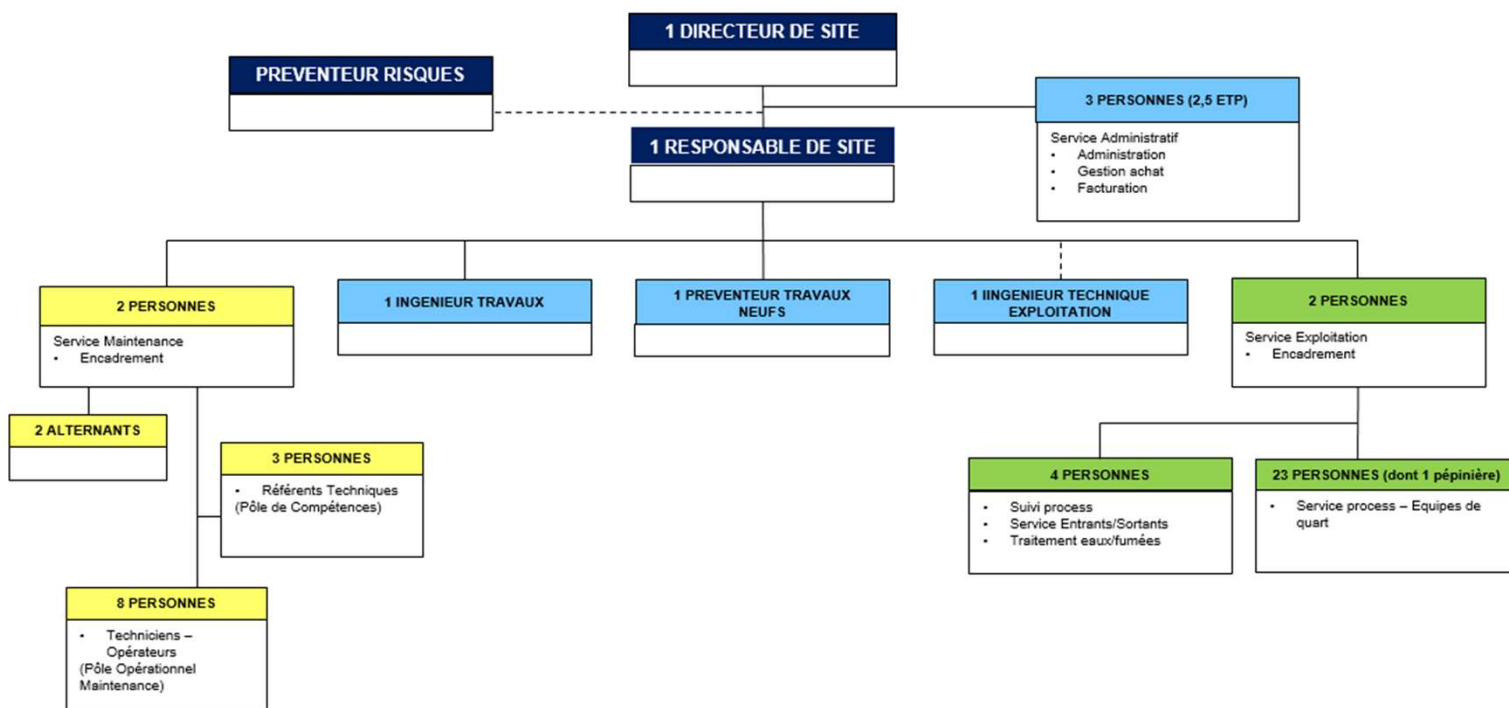 1 DIRECTEUR DE SITE
PREVENTEUR RISQUES
3 PERSONNES (2,5 ETP)
Service Administratif
▪ Administration
▪ Gestion achat
▪ Facturation
1 RESPONSABLE DE SITE
2 PERSONNES
Service Maintenance
▪ Encadrement
1 INGENIEUR TRAVAUX
1 PREVENTEUR TRAVAUX
NEUFS
1 IINGENIEUR TECHNIQUE
EXPLOITATION
2 PERSONNES
Service Exploitation
▪ Encadrement
2 ALTERNANTS
3 PERSONNES
▪ Référents Techniques
(Pôle de Compétences)
8 PERSONNES
▪ Techniciens –
Opérateurs
(Pôle Opérationnel
Maintenance)
4 PERSONNES
▪ Suivi process
▪ Service Entrants/Sortants
▪ Traitement eaux/fumées
23 PERSONNES (dont 1 pépinière)
▪ Service process – Equipes de
quart